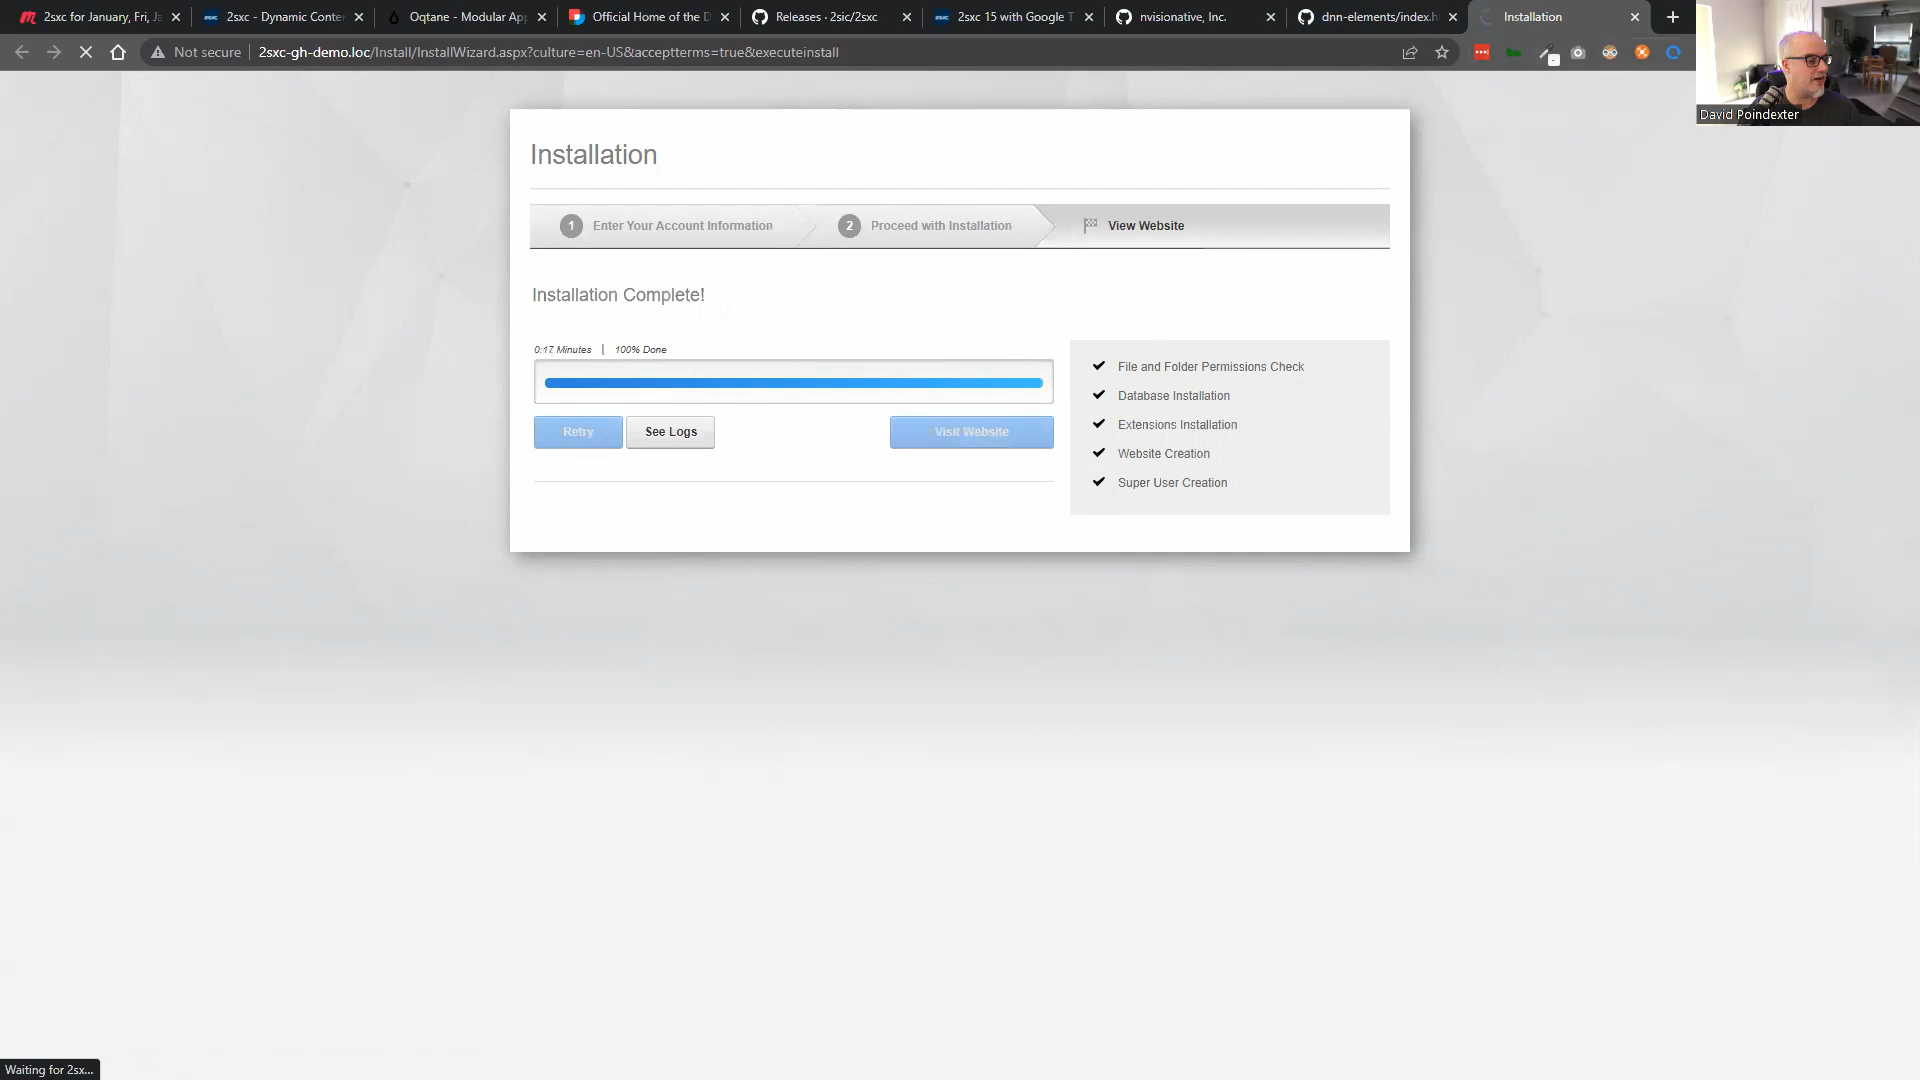 2sxc for January, Fri, Ja
2sxc - Dynamic Conter
Oqtane - Modular App
Official Home of the D
Releases · 2sic/2sxc
2sxc 15 with Google T
nvisionative, Inc.
dnn-elements/index.h
Installation
Not secure
2sxc-gh-demo.loc/Install/InstallWizard.aspx?culture=en-US&acceptterms=true&executeinstall
David Poindexter
Installation
1 Enter Your Account Information
2 Proceed with Installation
View Website
Installation Complete!
0:17 Minutes | 100% Done
Retry
See Logs
Visit Website
File and Folder Permissions Check
Database Installation
Extensions Installation
Website Creation
Super User Creation
Waiting for 2sx...